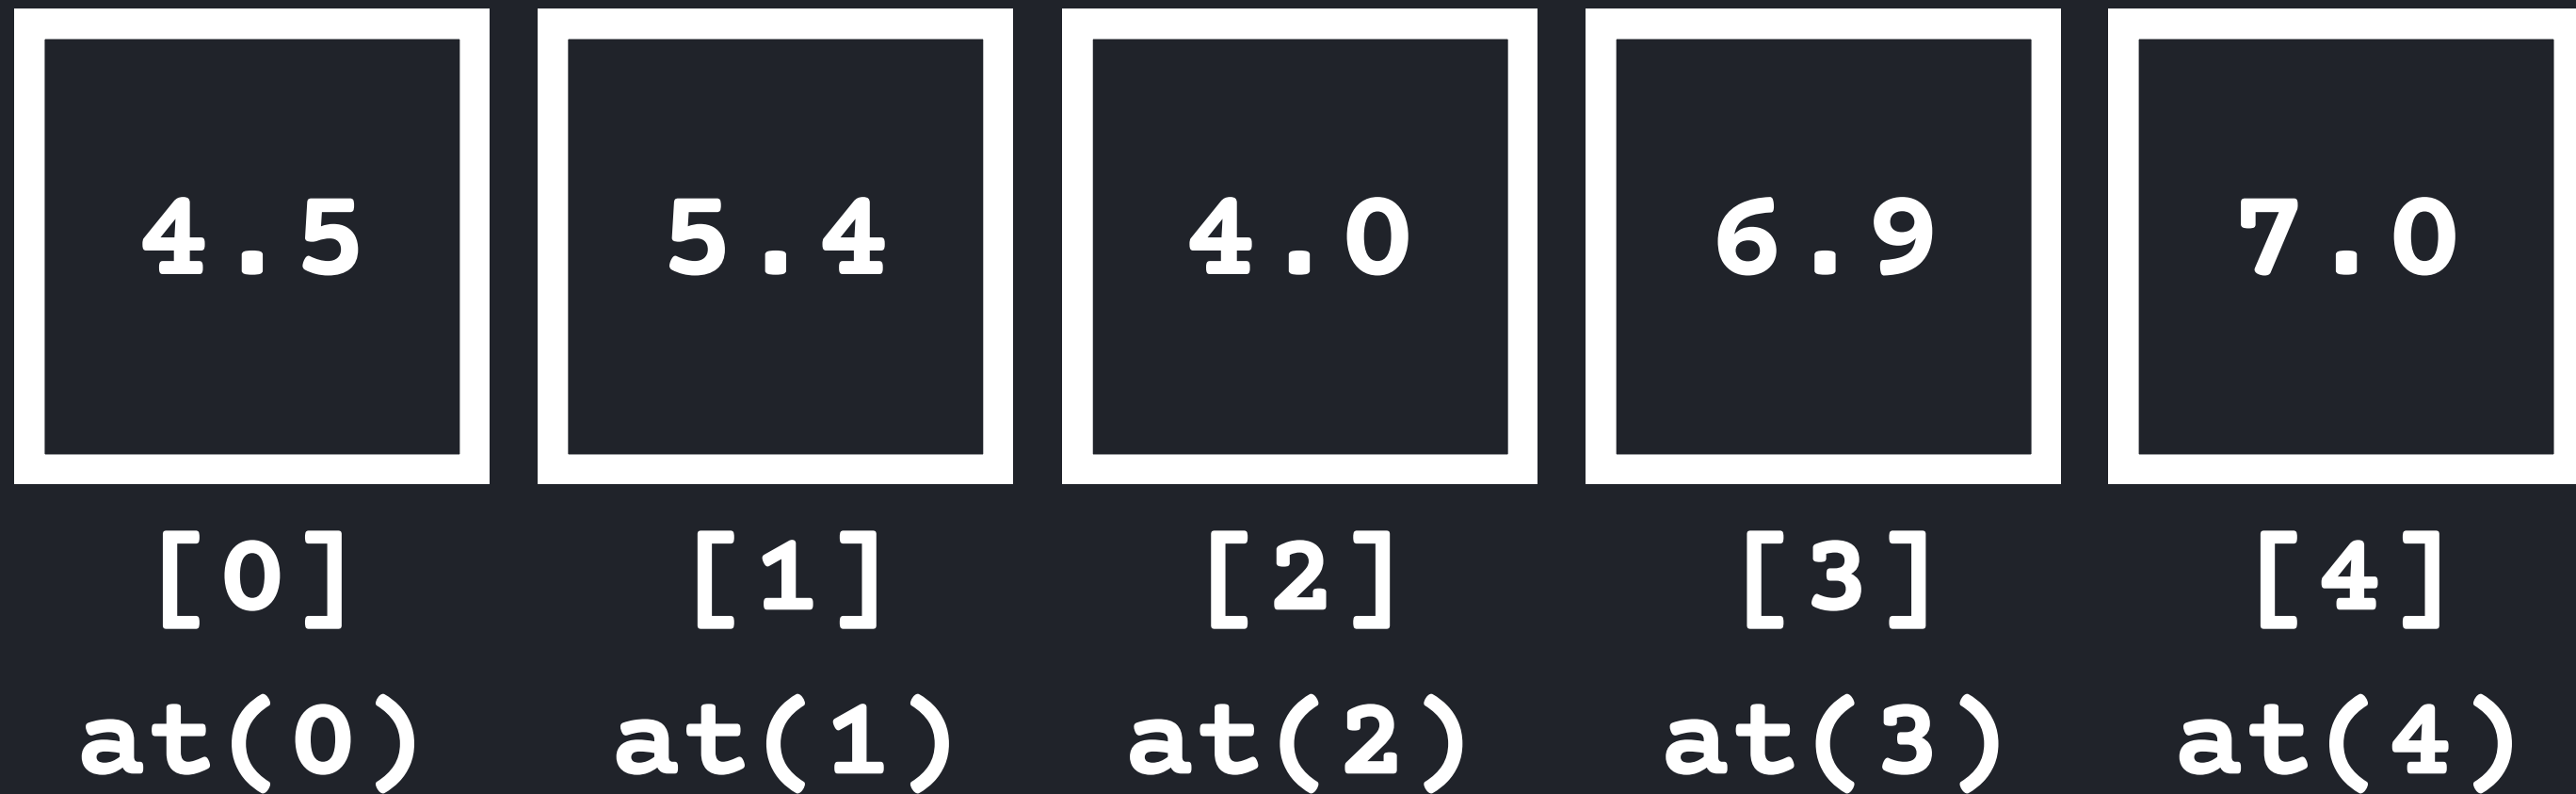 4.5 5.4 4.0 6.9 7.0
[0] [1] [2] [3] [4]
at(0) at(1) at(2) at(3) at(4)